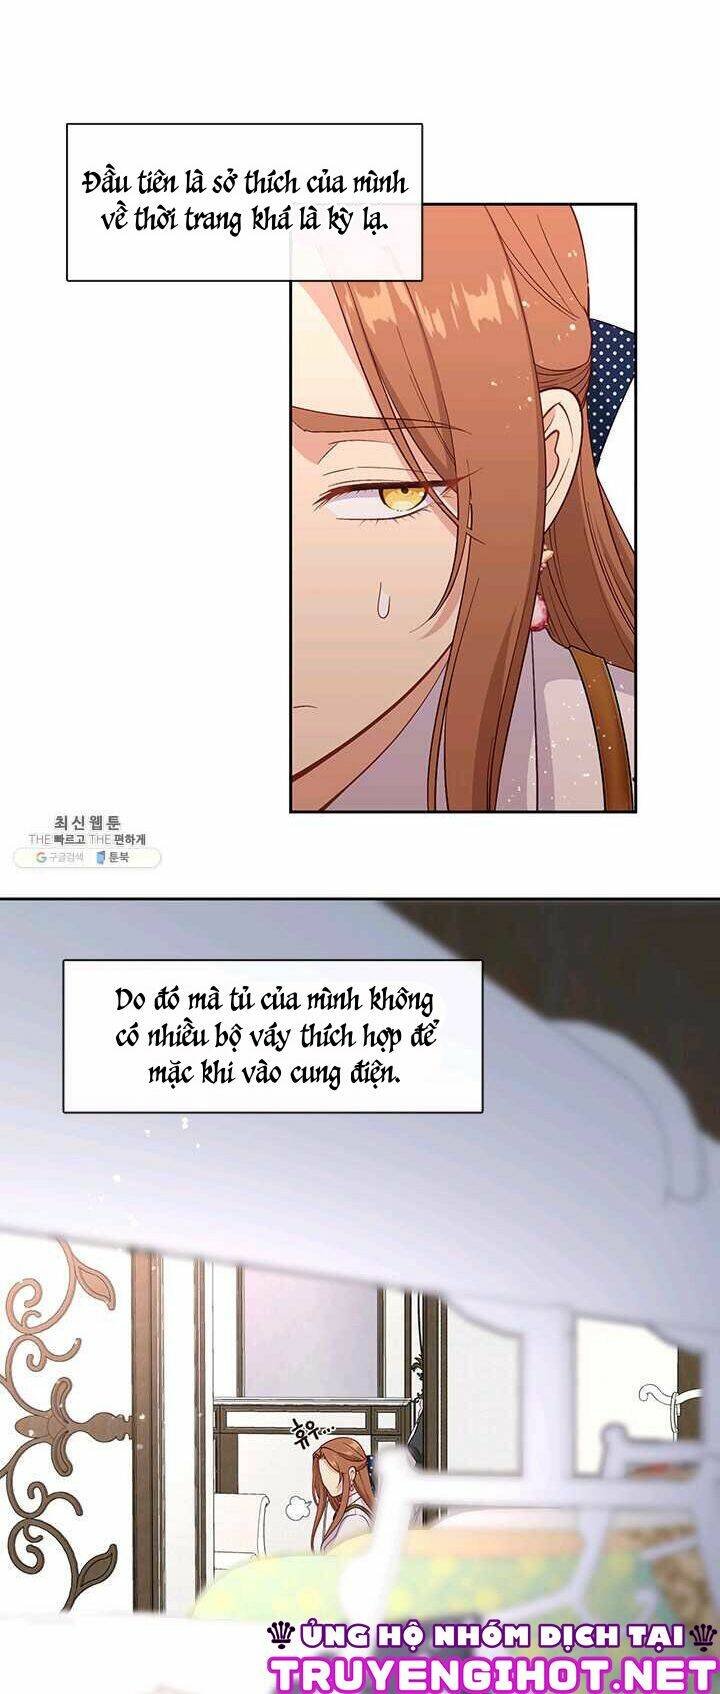 Đầu tiên là sở thích của mình
về thời trang khá là kỳ lạ.
최신웹툰
THE 빠르고 THE 편하게
G 구글검색 툰북
Do đó mà tủ của mình không
có nhiều bộ váy thích hợp để
mặc khi vào cung điện.
휴우...
ỦNG HỘ NHÓM DỊCH TẠI
TRUYENGIHOT.NET